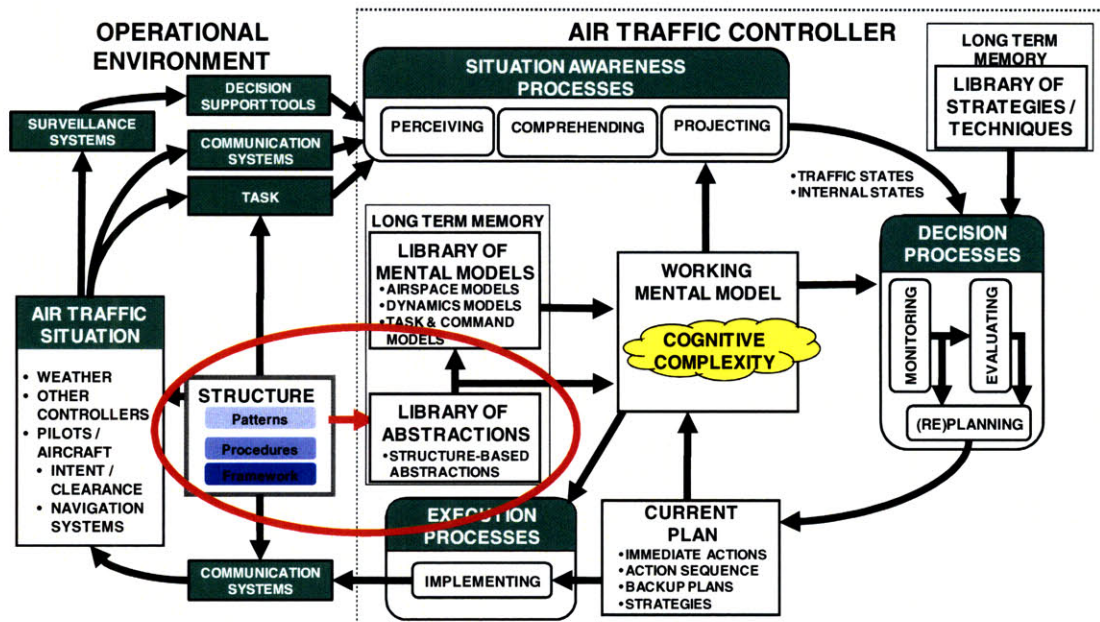 OPERATIONAL
ENVIRONMENT
DECISION
SUPPORT TOOLS
SURVEILLANCE
SYSTEMS
COMMUNICATION
SYSTEMS
TASK
AIR TRAFFIC
SITUATION
• WEATHER
• OTHER
CONTROLLERS
• PILOTS /
AIRCRAFT
• INTENT /
CLEARANCE
• NAVIGATION
SYSTEMS
STRUCTURE
Patterns
Procedures
Framework
COMMUNICATION
SYSTEMS
AIR TRAFFIC CONTROLLER
SITUATION AWARENESS
PROCESSES
PERCEIVING
COMPREHENDING
PROJECTING
LONG TERM
MEMORY
LIBRARY OF
STRATEGIES /
TECHNIQUES
•TRAFFIC STATES
•INTERNAL STATES
LONG TERM MEMORY
LIBRARY OF
MENTAL MODELS
•AIRSPACE MODELS
•DYNAMICS MODELS
•TASK & COMMAND
MODELS
LIBRARY OF
ABSTRACTIONS
•STRUCTURE-BASED
ABSTRACTIONS
WORKING
MENTAL MODEL
COGNITIVE
COMPLEXITY
DECISION
PROCESSES
MONITORING
EVALUATING
(RE)PLANNING
EXECUTION
PROCESSES
IMPLEMENTING
CURRENT
PLAN
•IMMEDIATE ACTIONS
•ACTION SEQUENCE
•BACKUP PLANS
•STRATEGIES